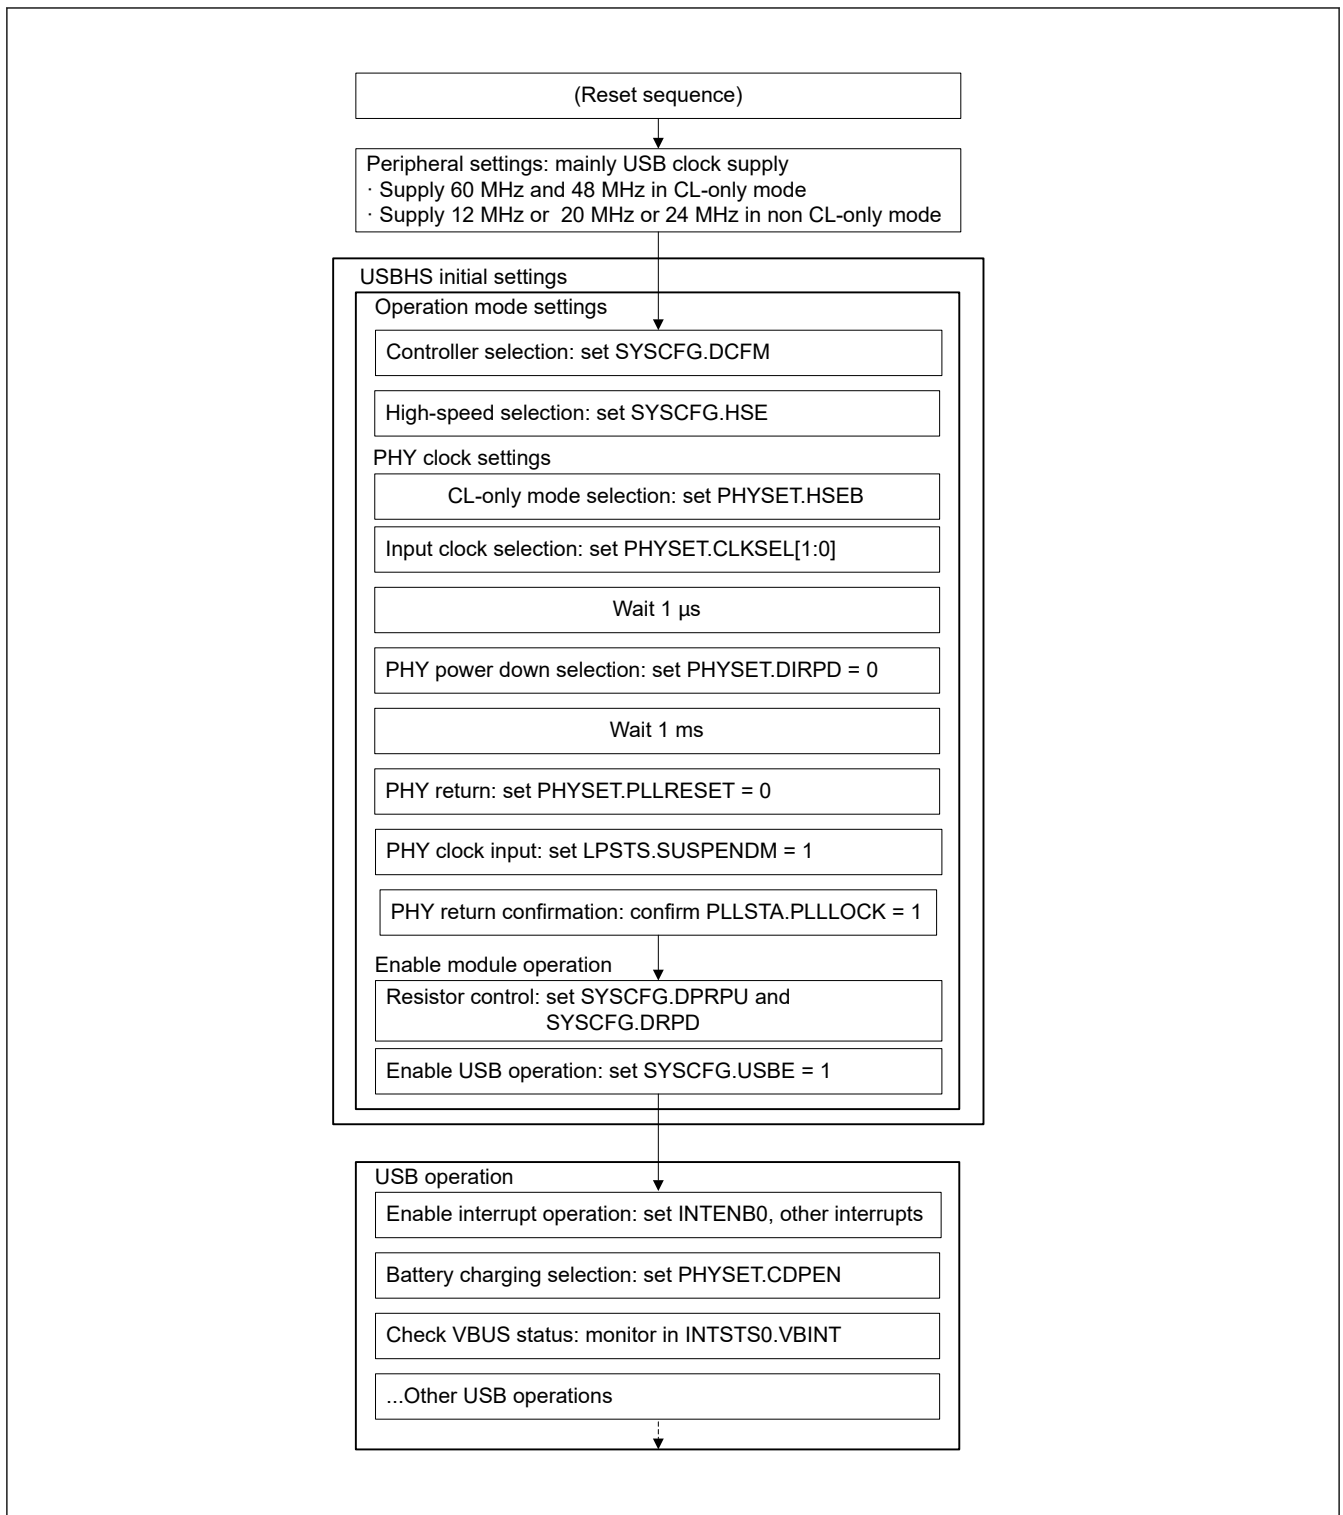 (Reset sequence)
Peripheral settings: mainly USB clock supply
· Supply 60 MHz and 48 MHz in CL-only mode
· Supply 12 MHz or  20 MHz or 24 MHz in non CL-only mode
USBHS initial settings
Operation mode settings
Controller selection: set SYSCFG.DCFM
High-speed selection: set SYSCFG.HSE
PHY clock settings
CL-only mode selection: set PHYSET.HSEB
Input clock selection: set PHYSET.CLKSEL[1:0]
Wait 1 µs
PHY power down selection: set PHYSET.DIRPD = 0
Wait 1 ms
PHY return: set PHYSET.PLLRESET = 0
PHY clock input: set LPSTS.SUSPENDM = 1
PHY return confirmation: confirm PLLSTA.PLLLOCK = 1
Enable module operation
Resistor control: set SYSCFG.DPRPU and
SYSCFG.DRPD
Enable USB operation: set SYSCFG.USBE = 1
USB operation
Enable interrupt operation: set INTENB0, other interrupts
Battery charging selection: set PHYSET.CDPEN
Check VBUS status: monitor in INTSTS0.VBINT
...Other USB operations